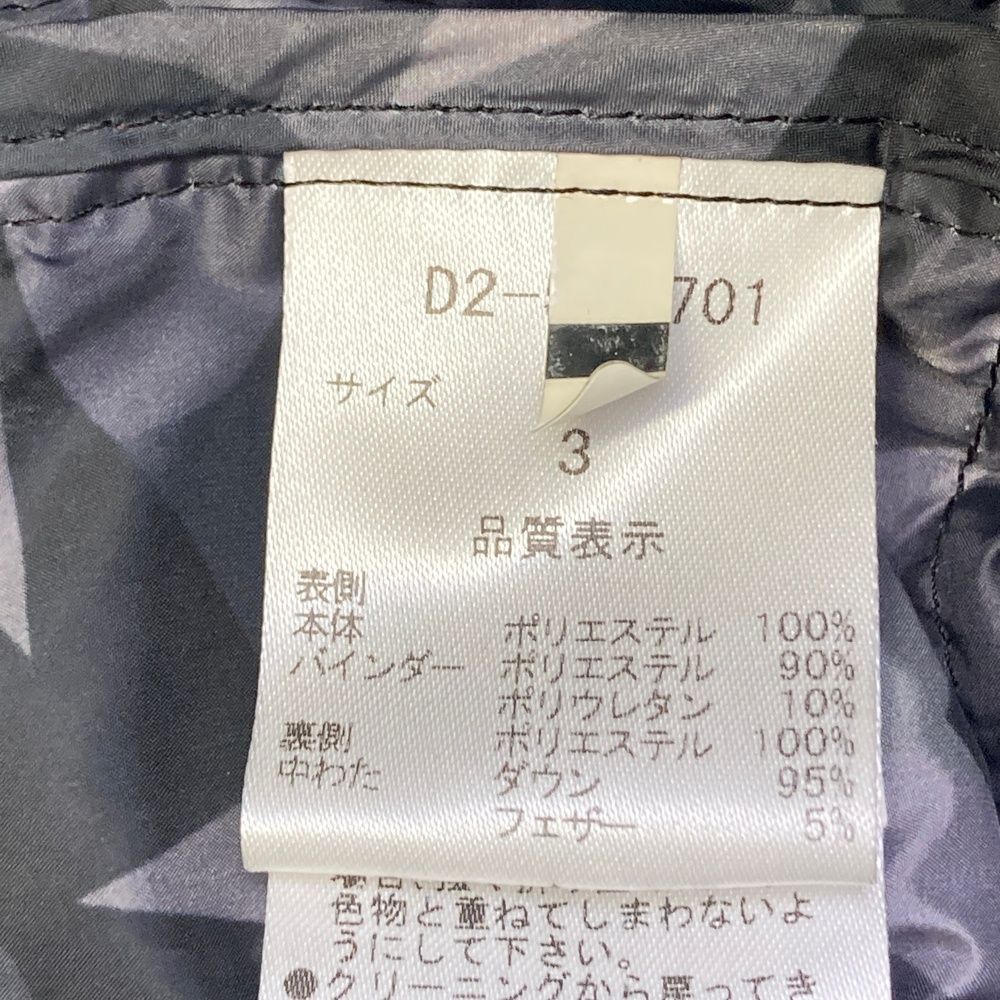 D2- 701
サイズ
3
品質表示
表側
本体 ポリエステル 100%
バインダー ポリエステル 90%
ポリウレタン 10%
裏側 ポリエステル 100%
中わた ダウン 95%
フェザー 5%
色物と重ねてしまわないよ
うにして下さい。
●クリーニングから戻ってき